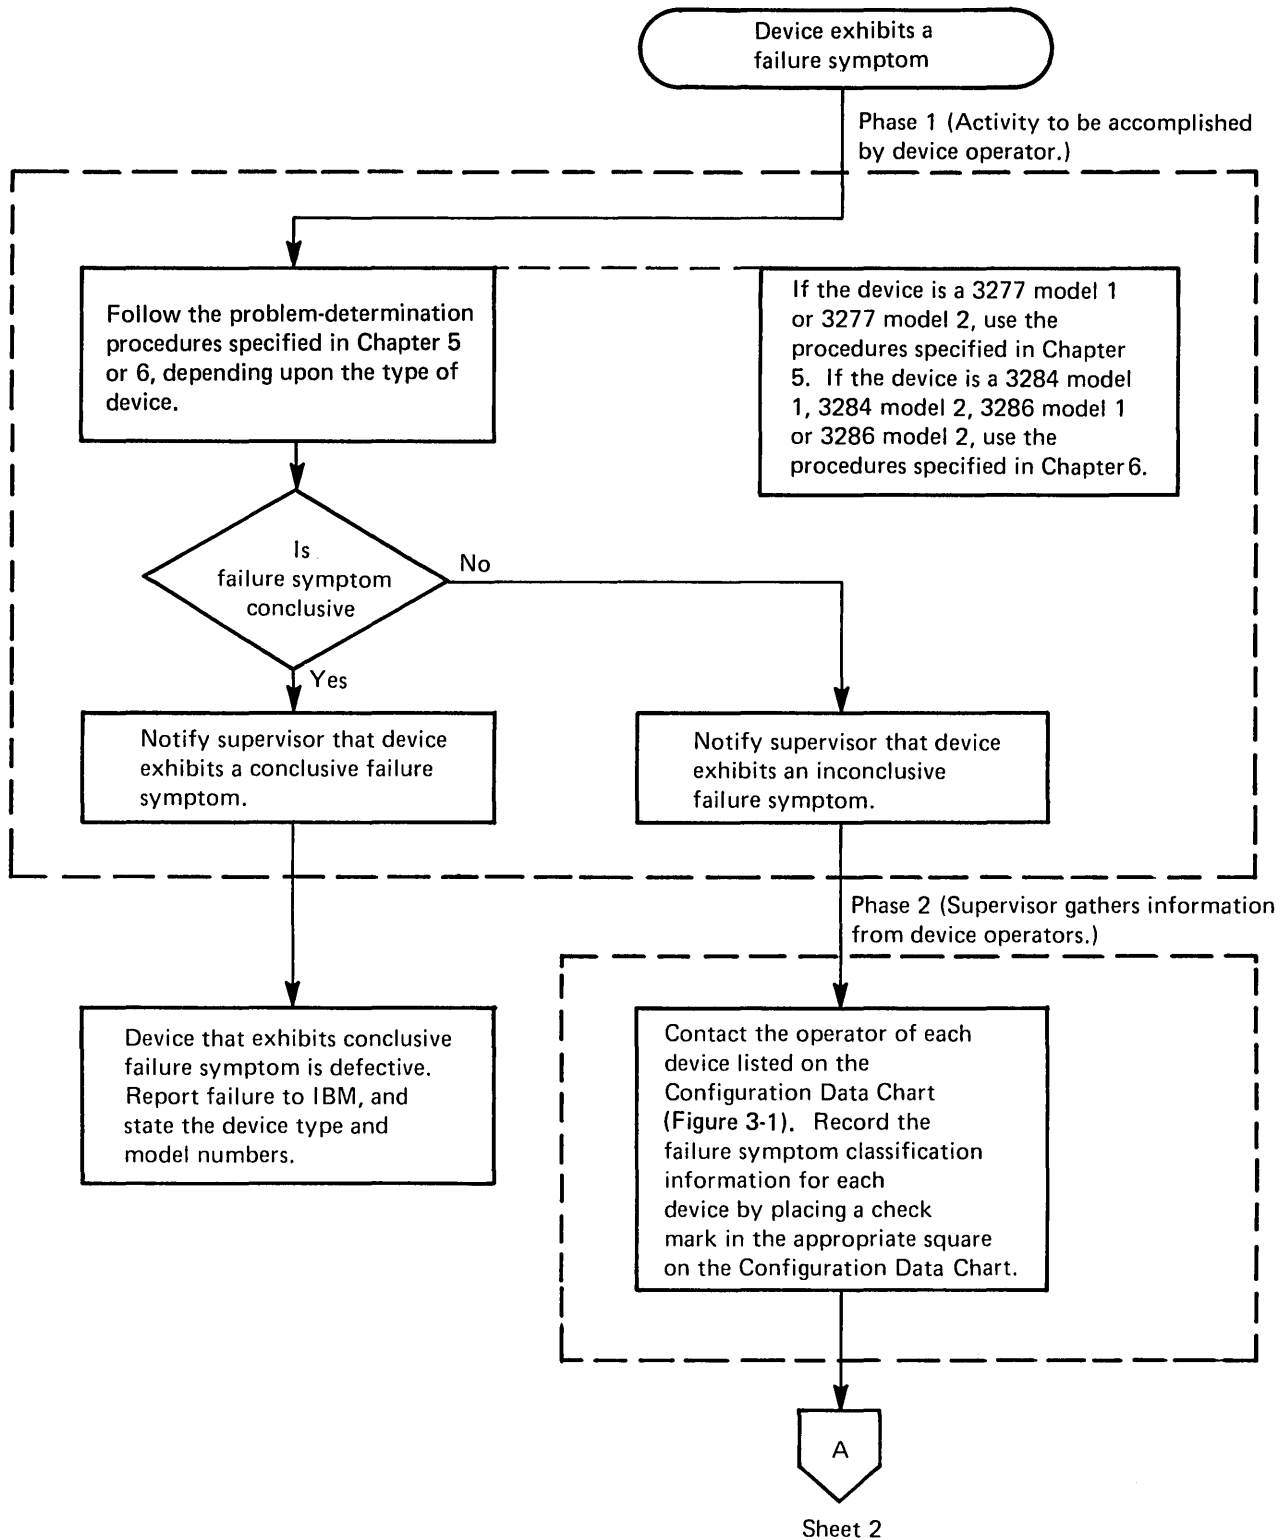 Device exhibits a
failure symptom
Phase 1 (Activity to be accomplished
by device operator.)
Follow the problem-determination
procedures specified in Chapter 5
or 6, depending upon the type of
device.
If the device is a 3277 model 1
or 3277 model 2, use the
procedures specified in Chapter
5. If the device is a 3284 model
1, 3284 model 2, 3286 model 1
or 3286 model 2, use the
procedures specified in Chapter 6.
Is
failure symptom
conclusive
No
Yes
Notify supervisor that device
exhibits a conclusive failure
symptom.
Notify supervisor that device
exhibits an inconclusive
failure symptom.
Phase 2 (Supervisor gathers information
from device operators.)
Device that exhibits conclusive
failure symptom is defective.
Report failure to IBM, and
state the device type and
model numbers.
Contact the operator of each
device listed on the
Configuration Data Chart
(Figure 3-1). Record the
failure symptom classification
information for each
device by placing a check
mark in the appropriate square
on the Configuration Data Chart.
A
Sheet 2